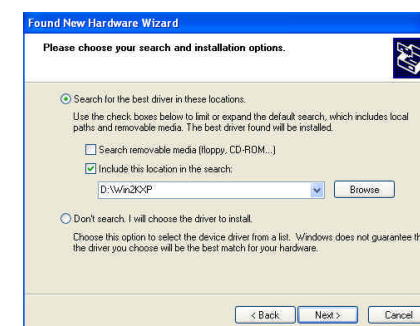 Found New Hardware Wizard
Please choose your search and installation options.
Search for the best driver in these locations.
Use the check boxes below to limit or expand the default search, which includes local
paths and removable media. The best driver found will be installed.
Search removable media (floppy, CD-ROM...)
Include this location in the search:
D:\Win2KXP
Browse
Don't search. I will choose the driver to install.
Choose this option to select the device driver from a list. Windows does not guarantee th
the driver you choose will be the best match for your hardware.
< Back
Next >
Cancel